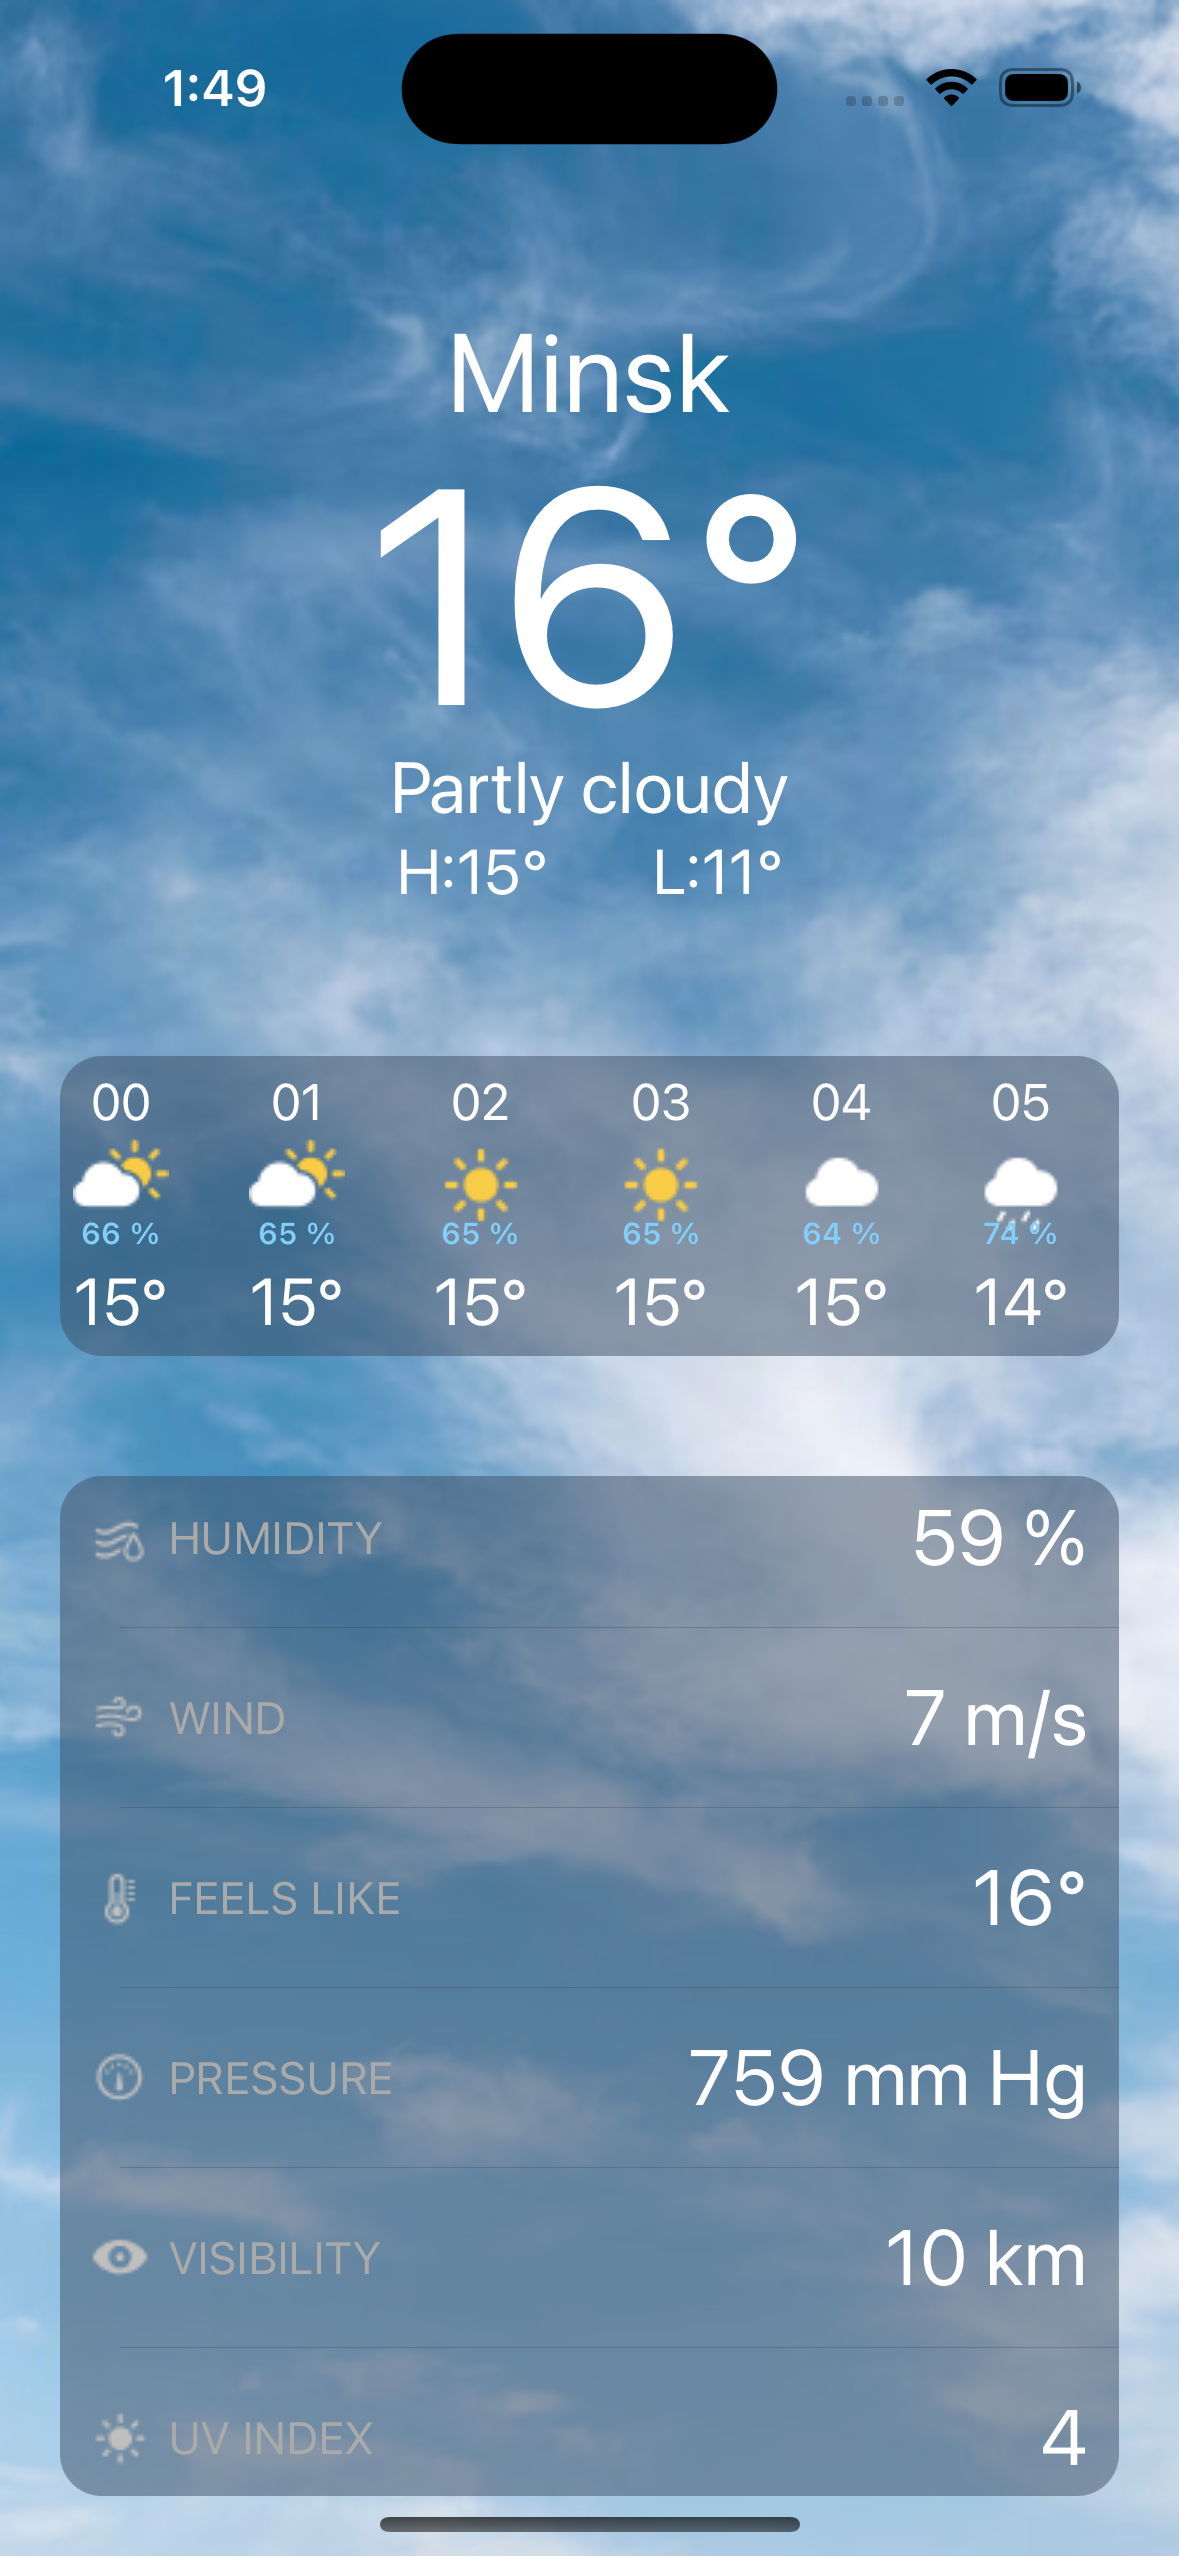 1:49
Minsk
16°
Partly cloudy
H:15° L:11°
00 01 02 03 04 05
66 % 65 % 65 % 65 % 64 % 74 %
15° 15° 15° 15° 15° 14°
HUMIDITY 59 %
WIND 7 m/s
FEELS LIKE 16°
PRESSURE 759 mm Hg
VISIBILITY 10 km
UV INDEX 4